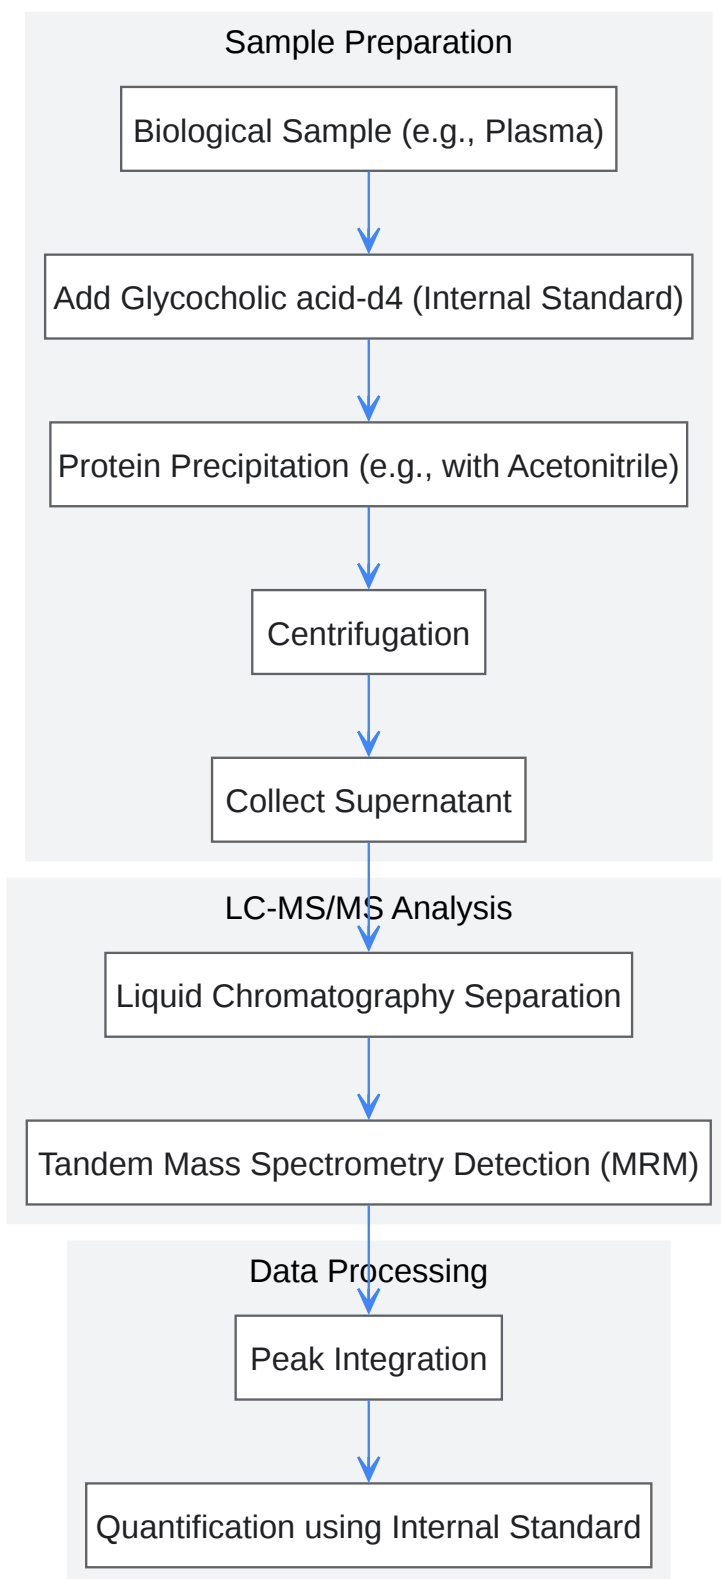 Sample Preparation
Biological Sample (e.g., Plasma)
Add Glycocholic acid-d4 (Internal Standard)
Protein Precipitation (e.g., with Acetonitrile)
Centrifugation
Collect Supernatant
LC-MS/MS Analysis
Liquid Chromatography Separation
Tandem Mass Spectrometry Detection (MRM)
Data Processing
Peak Integration
Quantification using Internal Standard